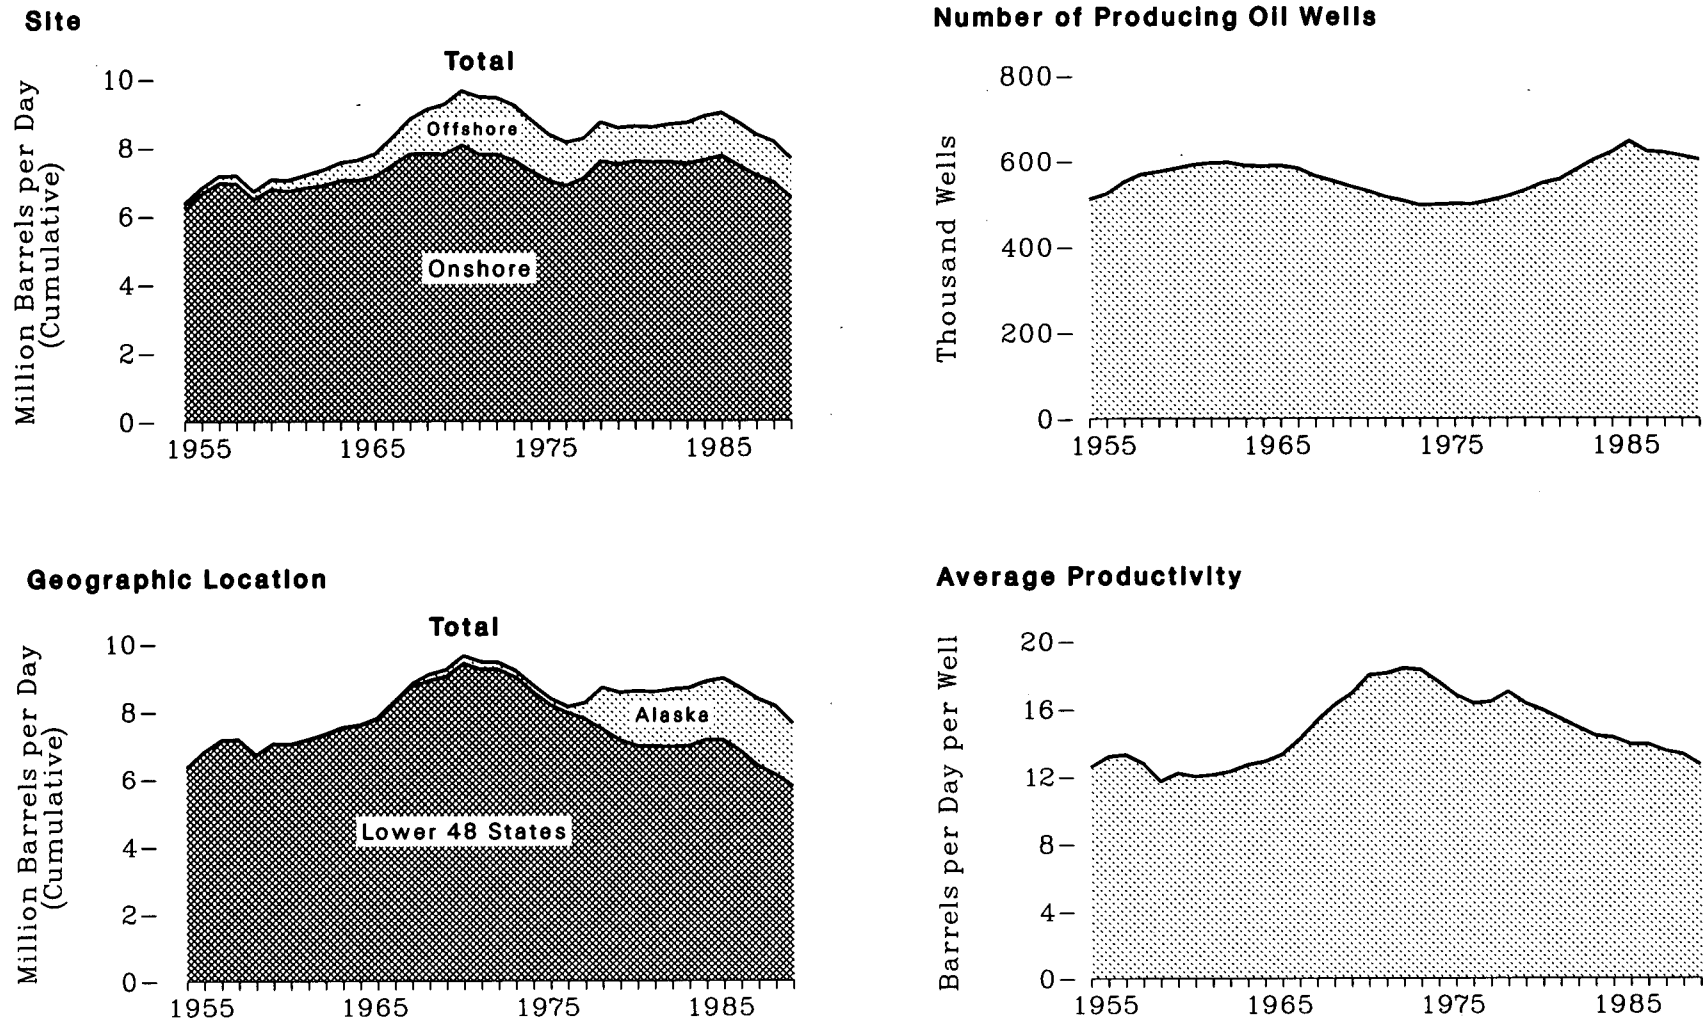 Site
Total
Million Barrels per Day
(Cumulative)
10
8
6
4
2
0
Offshore
Onshore
1955 1965 1975 1985
Number of Producing Oil Wells
Thousand Wells
800
600
400
200
0
1955 1965 1975 1985
Geographic Location
Total
Million Barrels per Day
(Cumulative)
10
8
6
4
2
0
Alaska
Lower 48 States
1955 1965 1975 1985
Average Productivity
Barrels per Day per Well
20
16
12
8
4
0
1955 1965 1975 1985